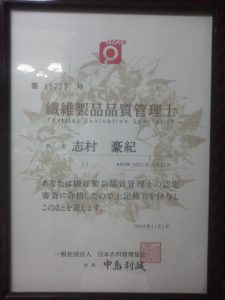 繊維製品品質管理士
Textiles Evaluation Specialist
氏名 志村 豪紀
あなたは繊維製品品質管理士の認定
審査に合格したので上記称号を付与し
このことを証します。
一般社団法人 日本衣料管理協会
会長 中島利誠